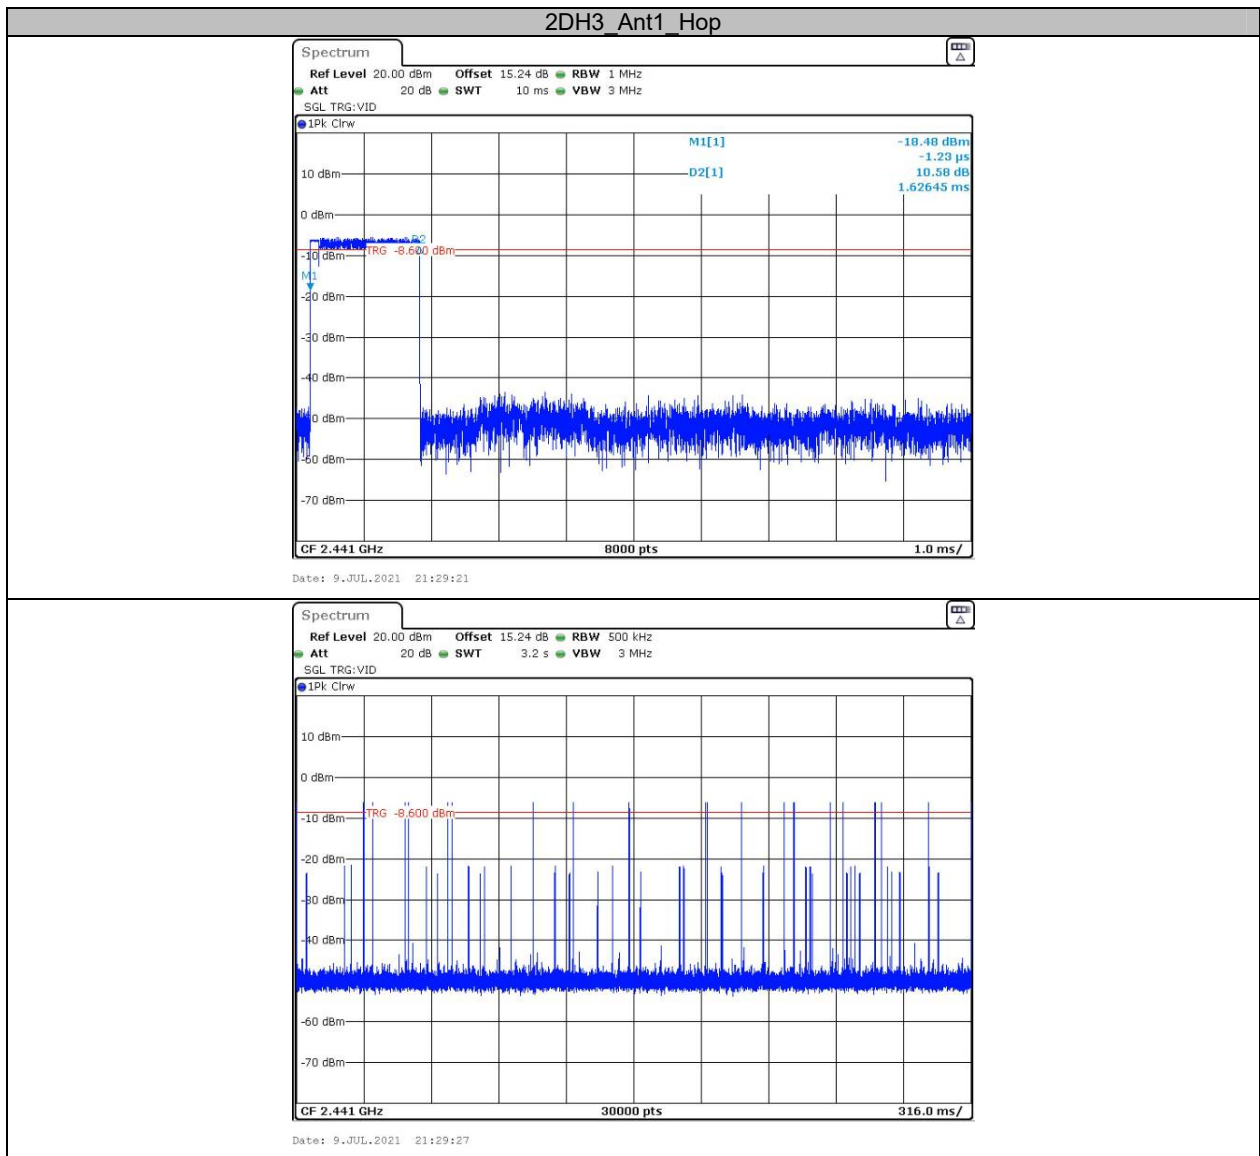 2DH3_Ant1_Hop
Spectrum
Ref Level 20.00 dBm Offset 15.24 dB RBW 1 MHz
Att 20 dB SWT 10 ms VBW 3 MHz
SGL TRG:VID
1Pk Clrw
M1[1] -18.48 dBm
-1.23 µs
D2[1] 10.58 dB
1.62645 ms
10 dBm
0 dBm
D2
TRG -8.600 dBm
-10 dBm
M1
-20 dBm
-30 dBm
-40 dBm
-50 dBm
-60 dBm
-70 dBm
CF 2.441 GHz 8000 pts 1.0 ms/
Date: 9.JUL.2021 21:29:21
Spectrum
Ref Level 20.00 dBm Offset 15.24 dB RBW 500 kHz
Att 20 dB SWT 3.2 s VBW 3 MHz
SGL TRG:VID
1Pk Clrw
10 dBm
0 dBm
TRG -8.600 dBm
-10 dBm
-20 dBm
-30 dBm
-40 dBm
-60 dBm
-70 dBm
CF 2.441 GHz 30000 pts 316.0 ms/
Date: 9.JUL.2021 21:29:27